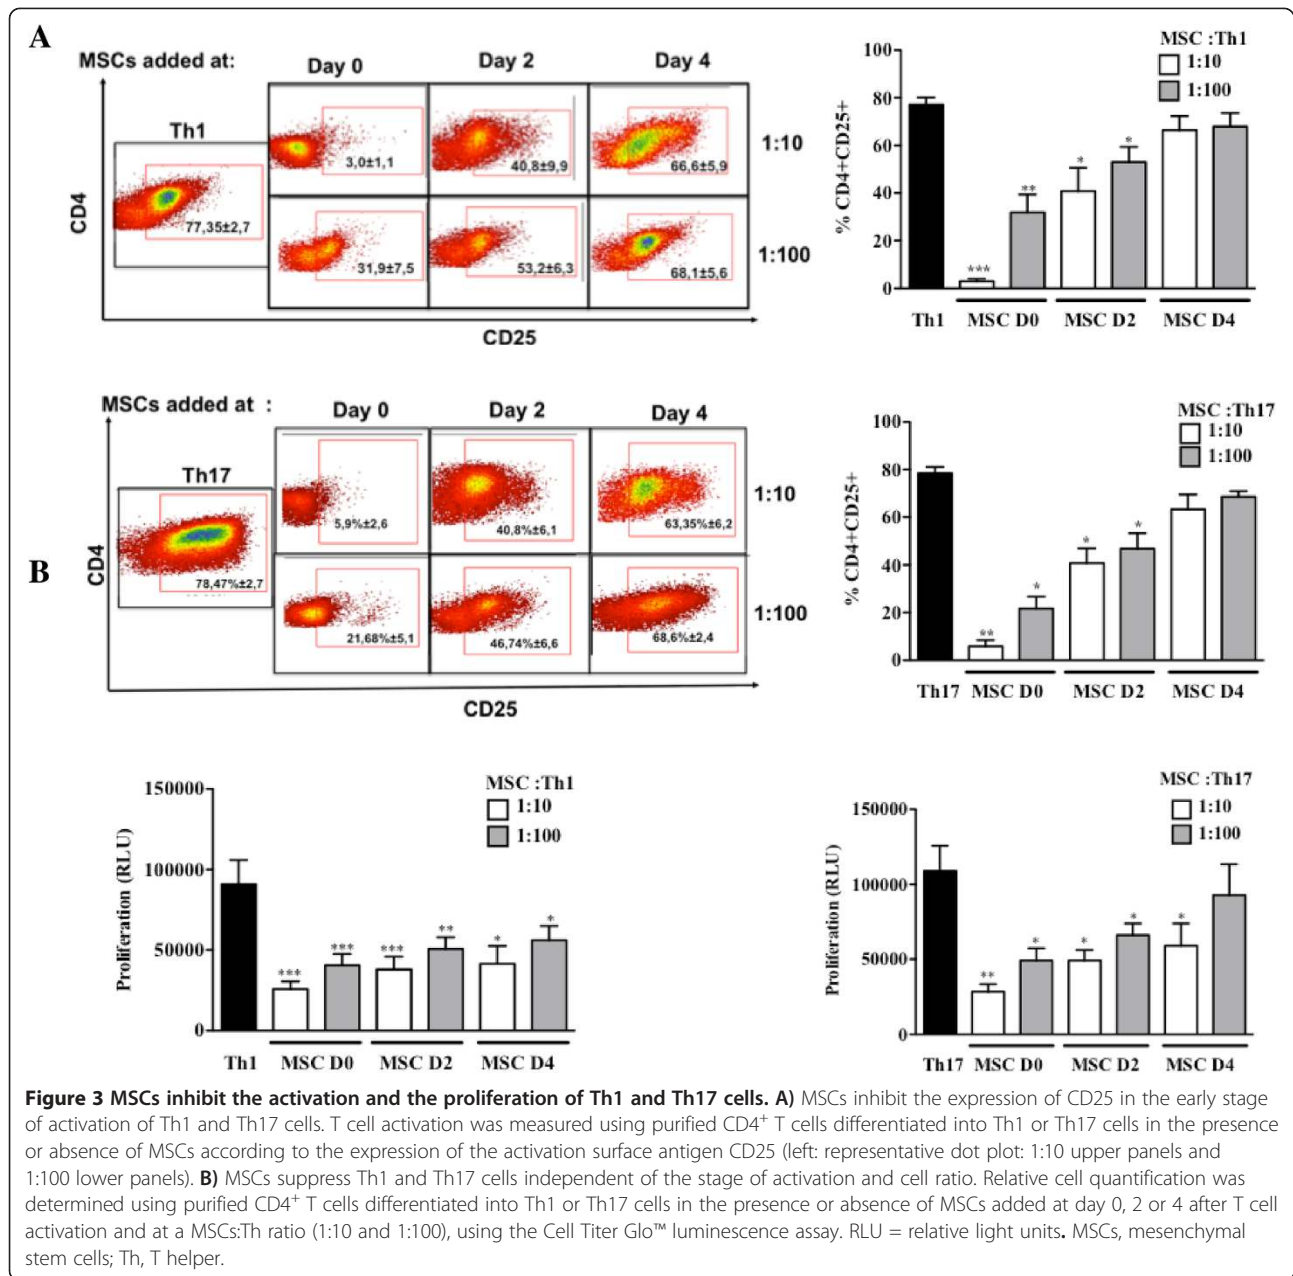 A
MSCs added at:
Day 0
Day 2
Day 4
Th1
77,35±2,7
3,0±1,1
40,8±9,9
66,6±5,9
1:10
31,9±7,5
53,2±6,3
68,1±5,6
1:100
CD4
CD25
MSC :Th1
1:10
1:100
% CD4+CD25+
100
80
60
40
20
0
***
**
*
*
Th1 MSC D0 MSC D2 MSC D4
MSCs added at :
Day 0
Day 2
Day 4
Th17
78,47%±2,7
5,9%±2,6
40,8%±6,1
63,35%±6,2
1:10
B
21,68%±5,1
46,74%±6,6
68,6%±2,4
1:100
CD4
CD25
MSC :Th17
1:10
1:100
% CD4+CD25+
100
80
60
40
20
0
**
*
*
*
Th17 MSC D0 MSC D2 MSC D4
MSC :Th1
1:10
1:100
Proliferation (RLU)
150000
100000
50000
0
***
***
***
**
*
*
Th1 MSC D0 MSC D2 MSC D4
MSC :Th17
1:10
1:100
Proliferation (RLU)
150000
100000
50000
0
**
*
*
*
*
Th17 MSC D0 MSC D2 MSC D4
Figure 3 MSCs inhibit the activation and the proliferation of Th1 and Th17 cells. A) MSCs inhibit the expression of CD25 in the early stage
of activation of Th1 and Th17 cells. T cell activation was measured using purified CD4⁺ T cells differentiated into Th1 or Th17 cells in the presence
or absence of MSCs according to the expression of the activation surface antigen CD25 (left: representative dot plot: 1:10 upper panels and
1:100 lower panels). B) MSCs suppress Th1 and Th17 cells independent of the stage of activation and cell ratio. Relative cell quantification was
determined using purified CD4⁺ T cells differentiated into Th1 or Th17 cells in the presence or absence of MSCs added at day 0, 2 or 4 after T cell
activation and at a MSCs:Th ratio (1:10 and 1:100), using the Cell Titer Glo™ luminescence assay. RLU = relative light units. MSCs, mesenchymal
stem cells; Th, T helper.